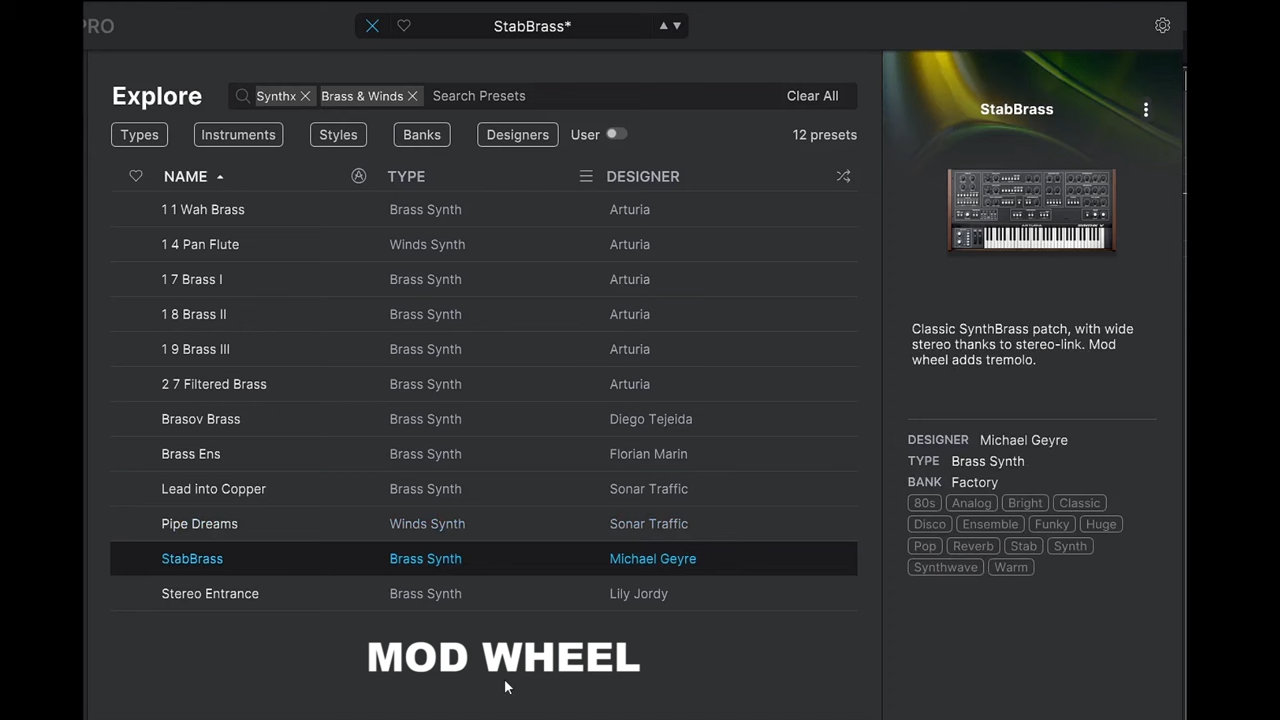 PRO
StabBrass*
Explore
Synthx
Brass & Winds
Search Presets
Clear All
Types
Instruments
Styles
Banks
Designers
User
12 presets
NAME
TYPE
DESIGNER
1 1 Wah Brass Brass Synth Arturia
1 4 Pan Flute Winds Synth Arturia
1 7 Brass I Brass Synth Arturia
1 8 Brass II Brass Synth Arturia
1 9 Brass III Brass Synth Arturia
2 7 Filtered Brass Brass Synth Arturia
Brasov Brass Brass Synth Diego Tejeida
Brass Ens Brass Synth Florian Marin
Lead into Copper Brass Synth Sonar Traffic
Pipe Dreams Winds Synth Sonar Traffic
StabBrass Brass Synth Michael Geyre
Stereo Entrance Brass Synth Lily Jordy
MOD WHEEL
StabBrass
Classic SynthBrass patch, with wide
stereo thanks to stereo-link. Mod
wheel adds tremolo.
DESIGNER Michael Geyre
TYPE Brass Synth
BANK Factory
80s Analog Bright Classic
Disco Ensemble Funky Huge
Pop Reverb Stab Synth
Synthwave Warm